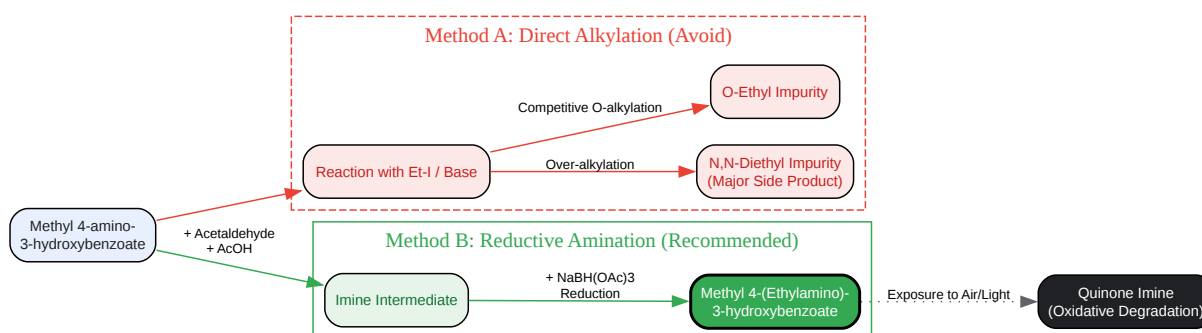 Method A: Direct Alkylation (Avoid)
O-Ethyl Impurity
Competitive O-alkylation
Reaction with Et-I / Base
Over-alkylation
N,N-Diethyl Impurity
(Major Side Product)
Methyl 4-amino-
3-hydroxybenzoate
+ Acetaldehyde
+ AcOH
Method B: Reductive Amination (Recommended)
Imine Intermediate
+ NaBH(OAc)3
Reduction
Methyl 4-(Ethylamino)-
3-hydroxybenzoate
Exposure to Air/Light
Quinone Imine
(Oxidative Degradation)